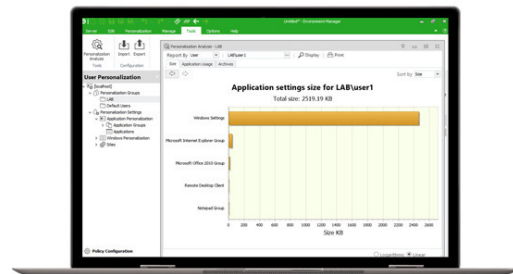 Untitled* - Environment Manager
Server Edit Personalization Manage Tools Options Help
Personalization Analysis
Import Export
Tools Configuration
User Personalization
[localhost]
Personalization Groups
LAB
Default Users
Personalization Settings
Application Personalization
Application Groups
Applications
Windows Personalization
Sites
Policy Configuration
Personalization Analysis - LAB
Report By User LAB\user1 Display Print
Size Application Usage Archives
Sort by: Size
Application settings size for LAB\user1
Total size: 2519.19 KB
Windows Settings
Microsoft Internet Explorer Group
Microsoft Office 2010 Group
Remote Desktop Client
Notepad Group
0 200 400 600 800 1000 1200 1400 1600 1800 2000 2200 2400 2600
Size KB
Logarithmic Linear